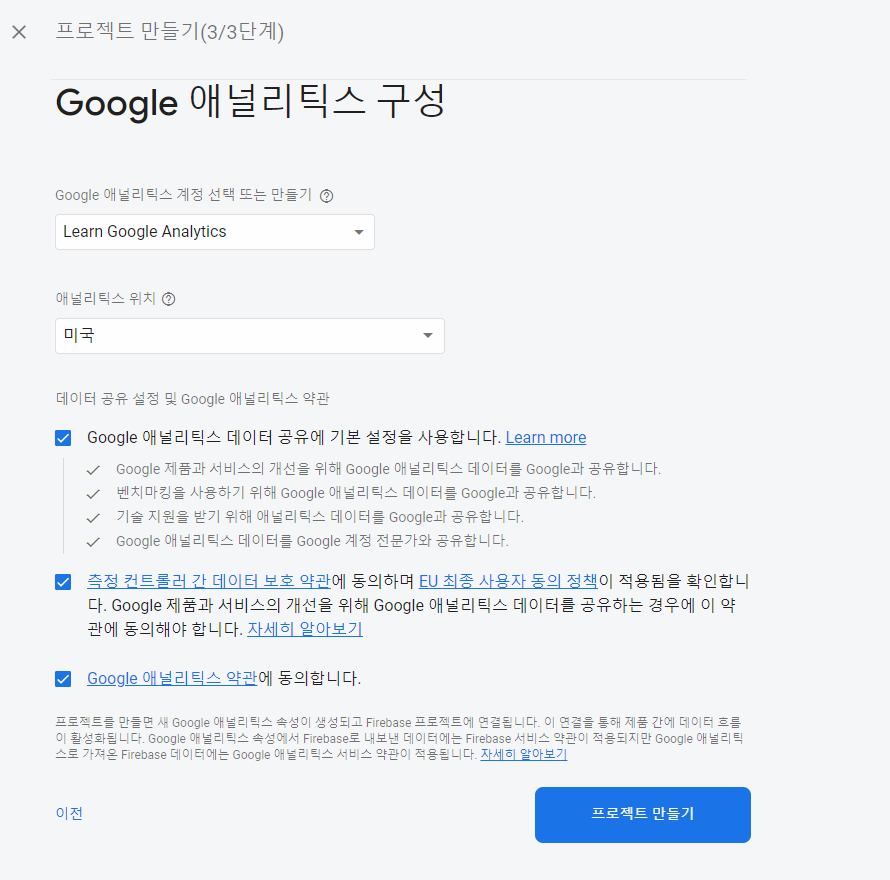 프로젝트 만들기(3/3단계)
Google 애널리틱스 구성
Google 애널리틱스 계정 선택 또는 만들기
Learn Google Analytics
애널리틱스 위치
미국
데이터 공유 설정 및 Google 애널리틱스 약관
Google 애널리틱스 데이터 공유에 기본 설정을 사용합니다. Learn more
Google 제품과 서비스의 개선을 위해 Google 애널리틱스 데이터를 Google과 공유합니다.
벤치마킹을 사용하기 위해 Google 애널리틱스 데이터를 Google과 공유합니다.
기술 지원을 받기 위해 애널리틱스 데이터를 Google과 공유합니다.
Google 애널리틱스 데이터를 Google 계정 전문가와 공유합니다.
측정 컨트롤러 간 데이터 보호 약관에 동의하며 EU 최종 사용자 동의 정책이 적용됨을 확인합니
다. Google 제품과 서비스의 개선을 위해 Google 애널리틱스 데이터를 공유하는 경우에 이 약
관에 동의해야 합니다. 자세히 알아보기
Google 애널리틱스 약관에 동의합니다.
프로젝트를 만들면 새 Google 애널리틱스 속성이 생성되고 Firebase 프로젝트에 연결됩니다. 이 연결을 통해 제품 간에 데이터 흐름
이 활성화됩니다. Google 애널리틱스 속성에서 Firebase로 내보낸 데이터에는 Firebase 서비스 약관이 적용되지만 Google 애널리틱
스로 가져온 Firebase 데이터에는 Google 애널리틱스 서비스 약관이 적용됩니다. 자세히 알아보기
이전
프로젝트 만들기